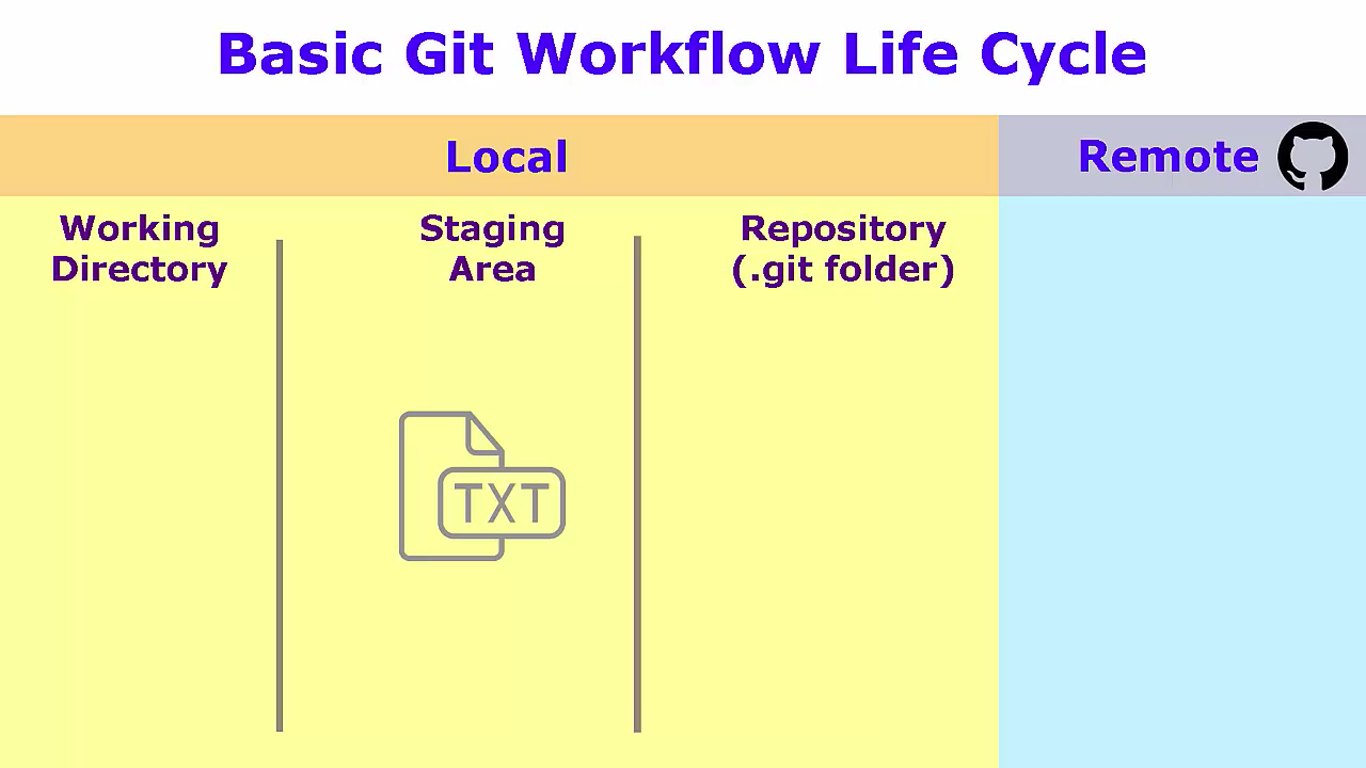 Basic Git Workflow Life Cycle
Local
Remote
Working
Directory
Staging
Area
Repository
(.git folder)
TXT